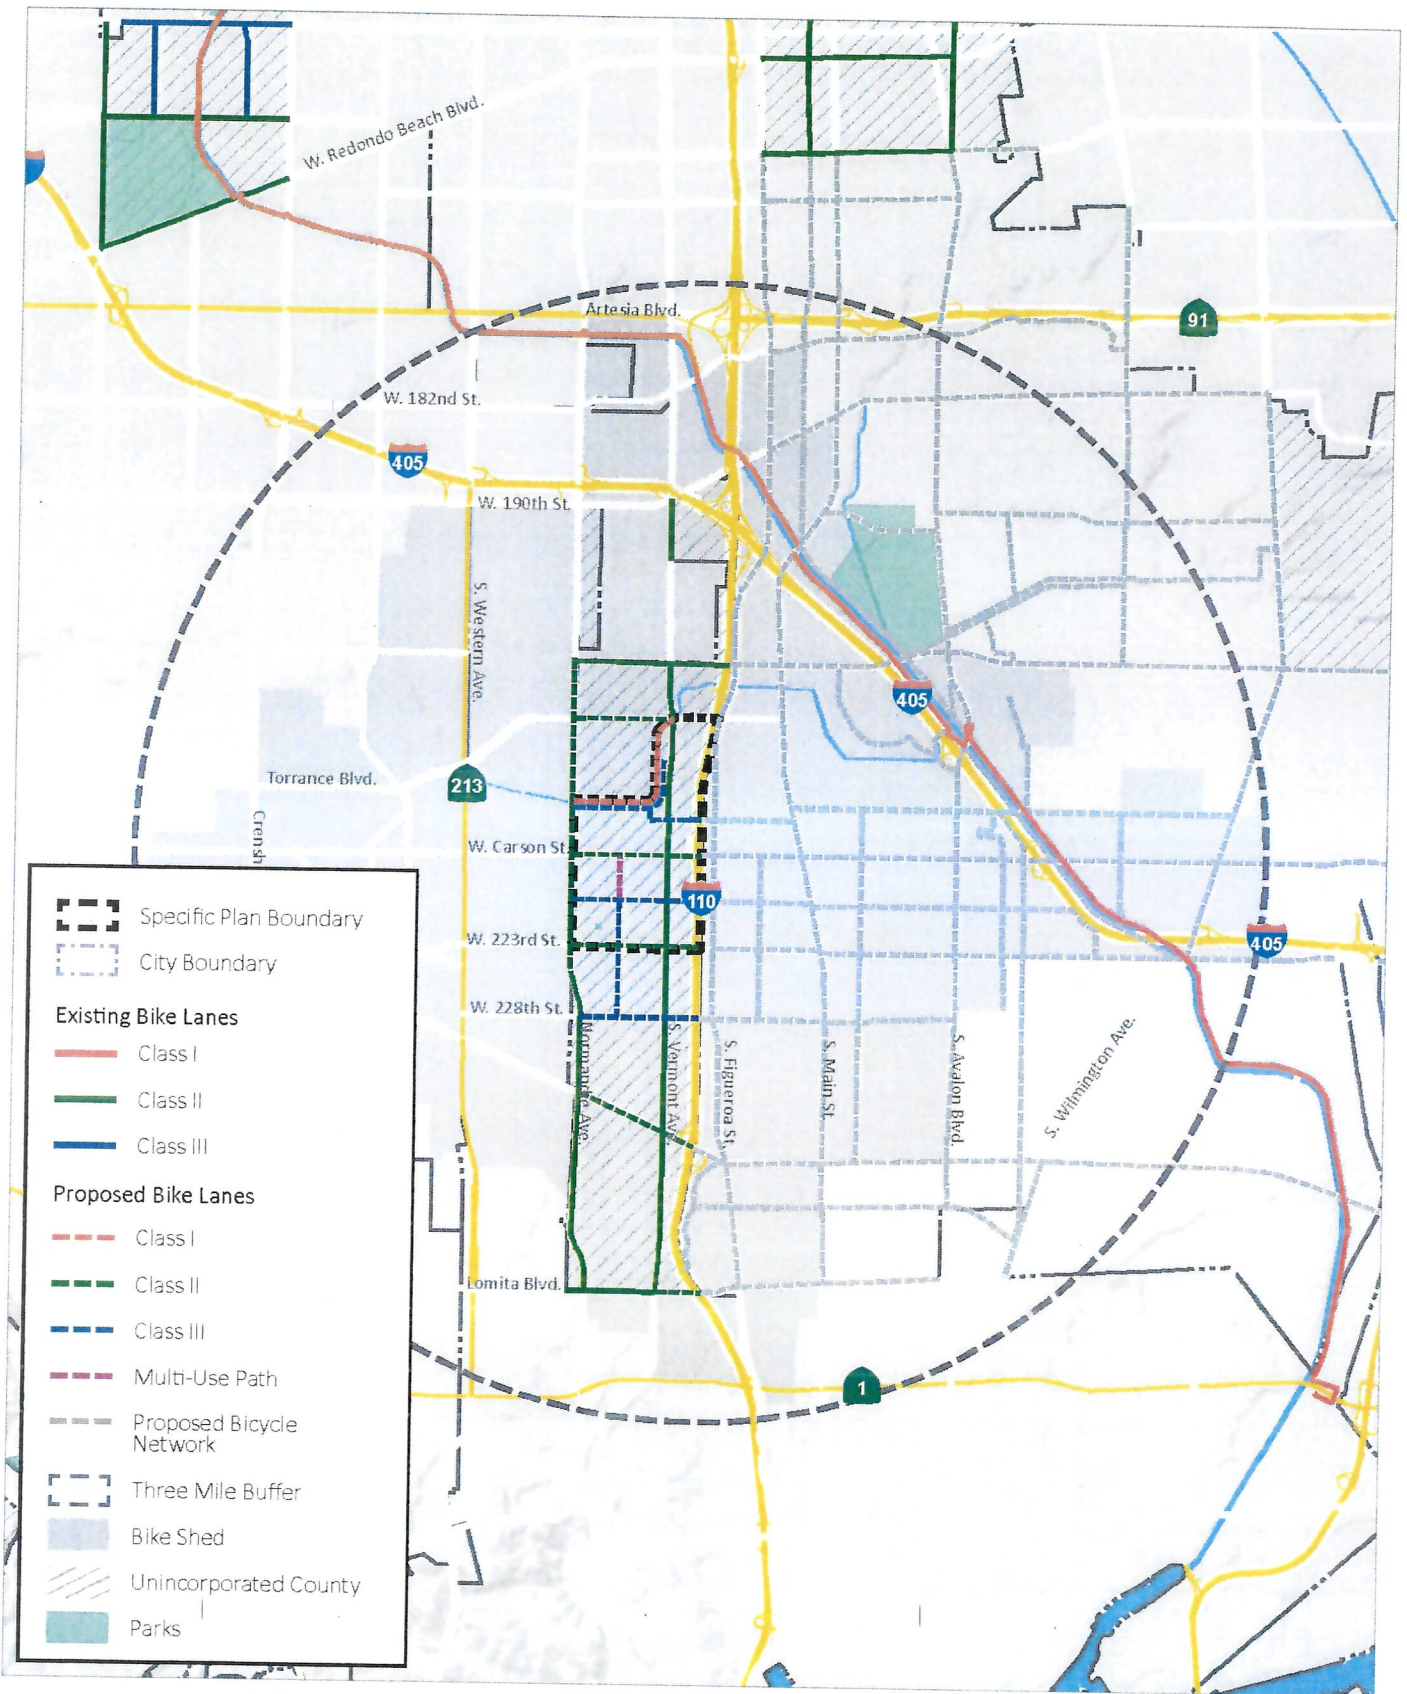 W. Redondo Beach Blvd.
Artesia Blvd.
91
W. 182nd St.
405
W. 190th St.
S. Western Ave.
405
Torrance Blvd.
213
Crensh
W. Carson St.
110
W. 223rd St.
405
W. 228th St.
Normandie Ave.
S. Vermont Av
S. Figueroa St.
S. Main St.
S. Avalon Blvd.
S. Wilmington Ave.
Lomita Blvd.
1
Specific Plan Boundary
City Boundary
Existing Bike Lanes
Class I
Class II
Class III
Proposed Bike Lanes
Class I
Class II
Class III
Multi-Use Path
Proposed Bicycle
Network
Three Mile Buffer
Bike Shed
Unincorporated County
Parks